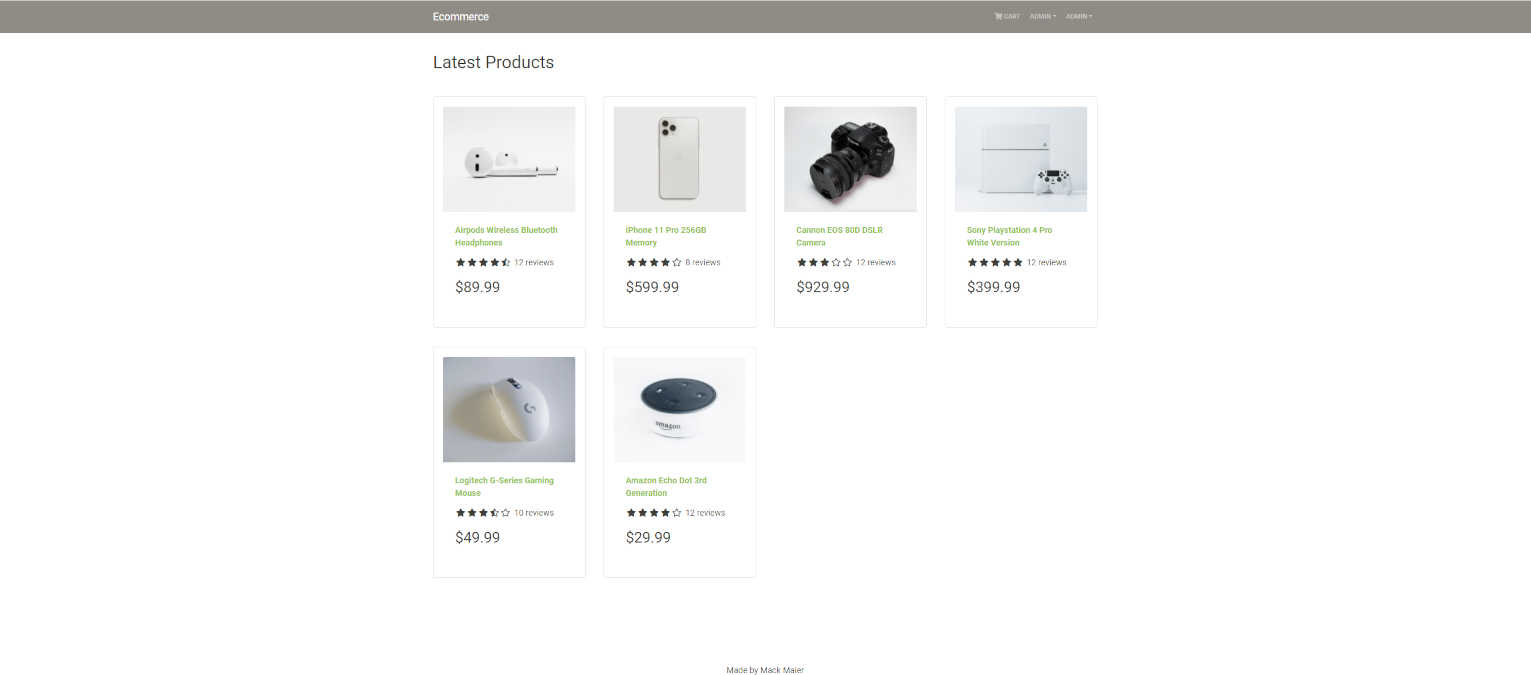 Ecommerce
CART ADMIN ADMIN
Latest Products
Airpods Wireless Bluetooth
Headphones
12 reviews
$89.99
iPhone 11 Pro 256GB
Memory
8 reviews
$599.99
Cannon EOS 80D DSLR
Camera
12 reviews
$929.99
Sony Playstation 4 Pro
White Version
12 reviews
$399.99
Logitech G-Series Gaming
Mouse
10 reviews
$49.99
amazon
Amazon Echo Dot 3rd
Generation
12 reviews
$29.99
Made by Mack Maier